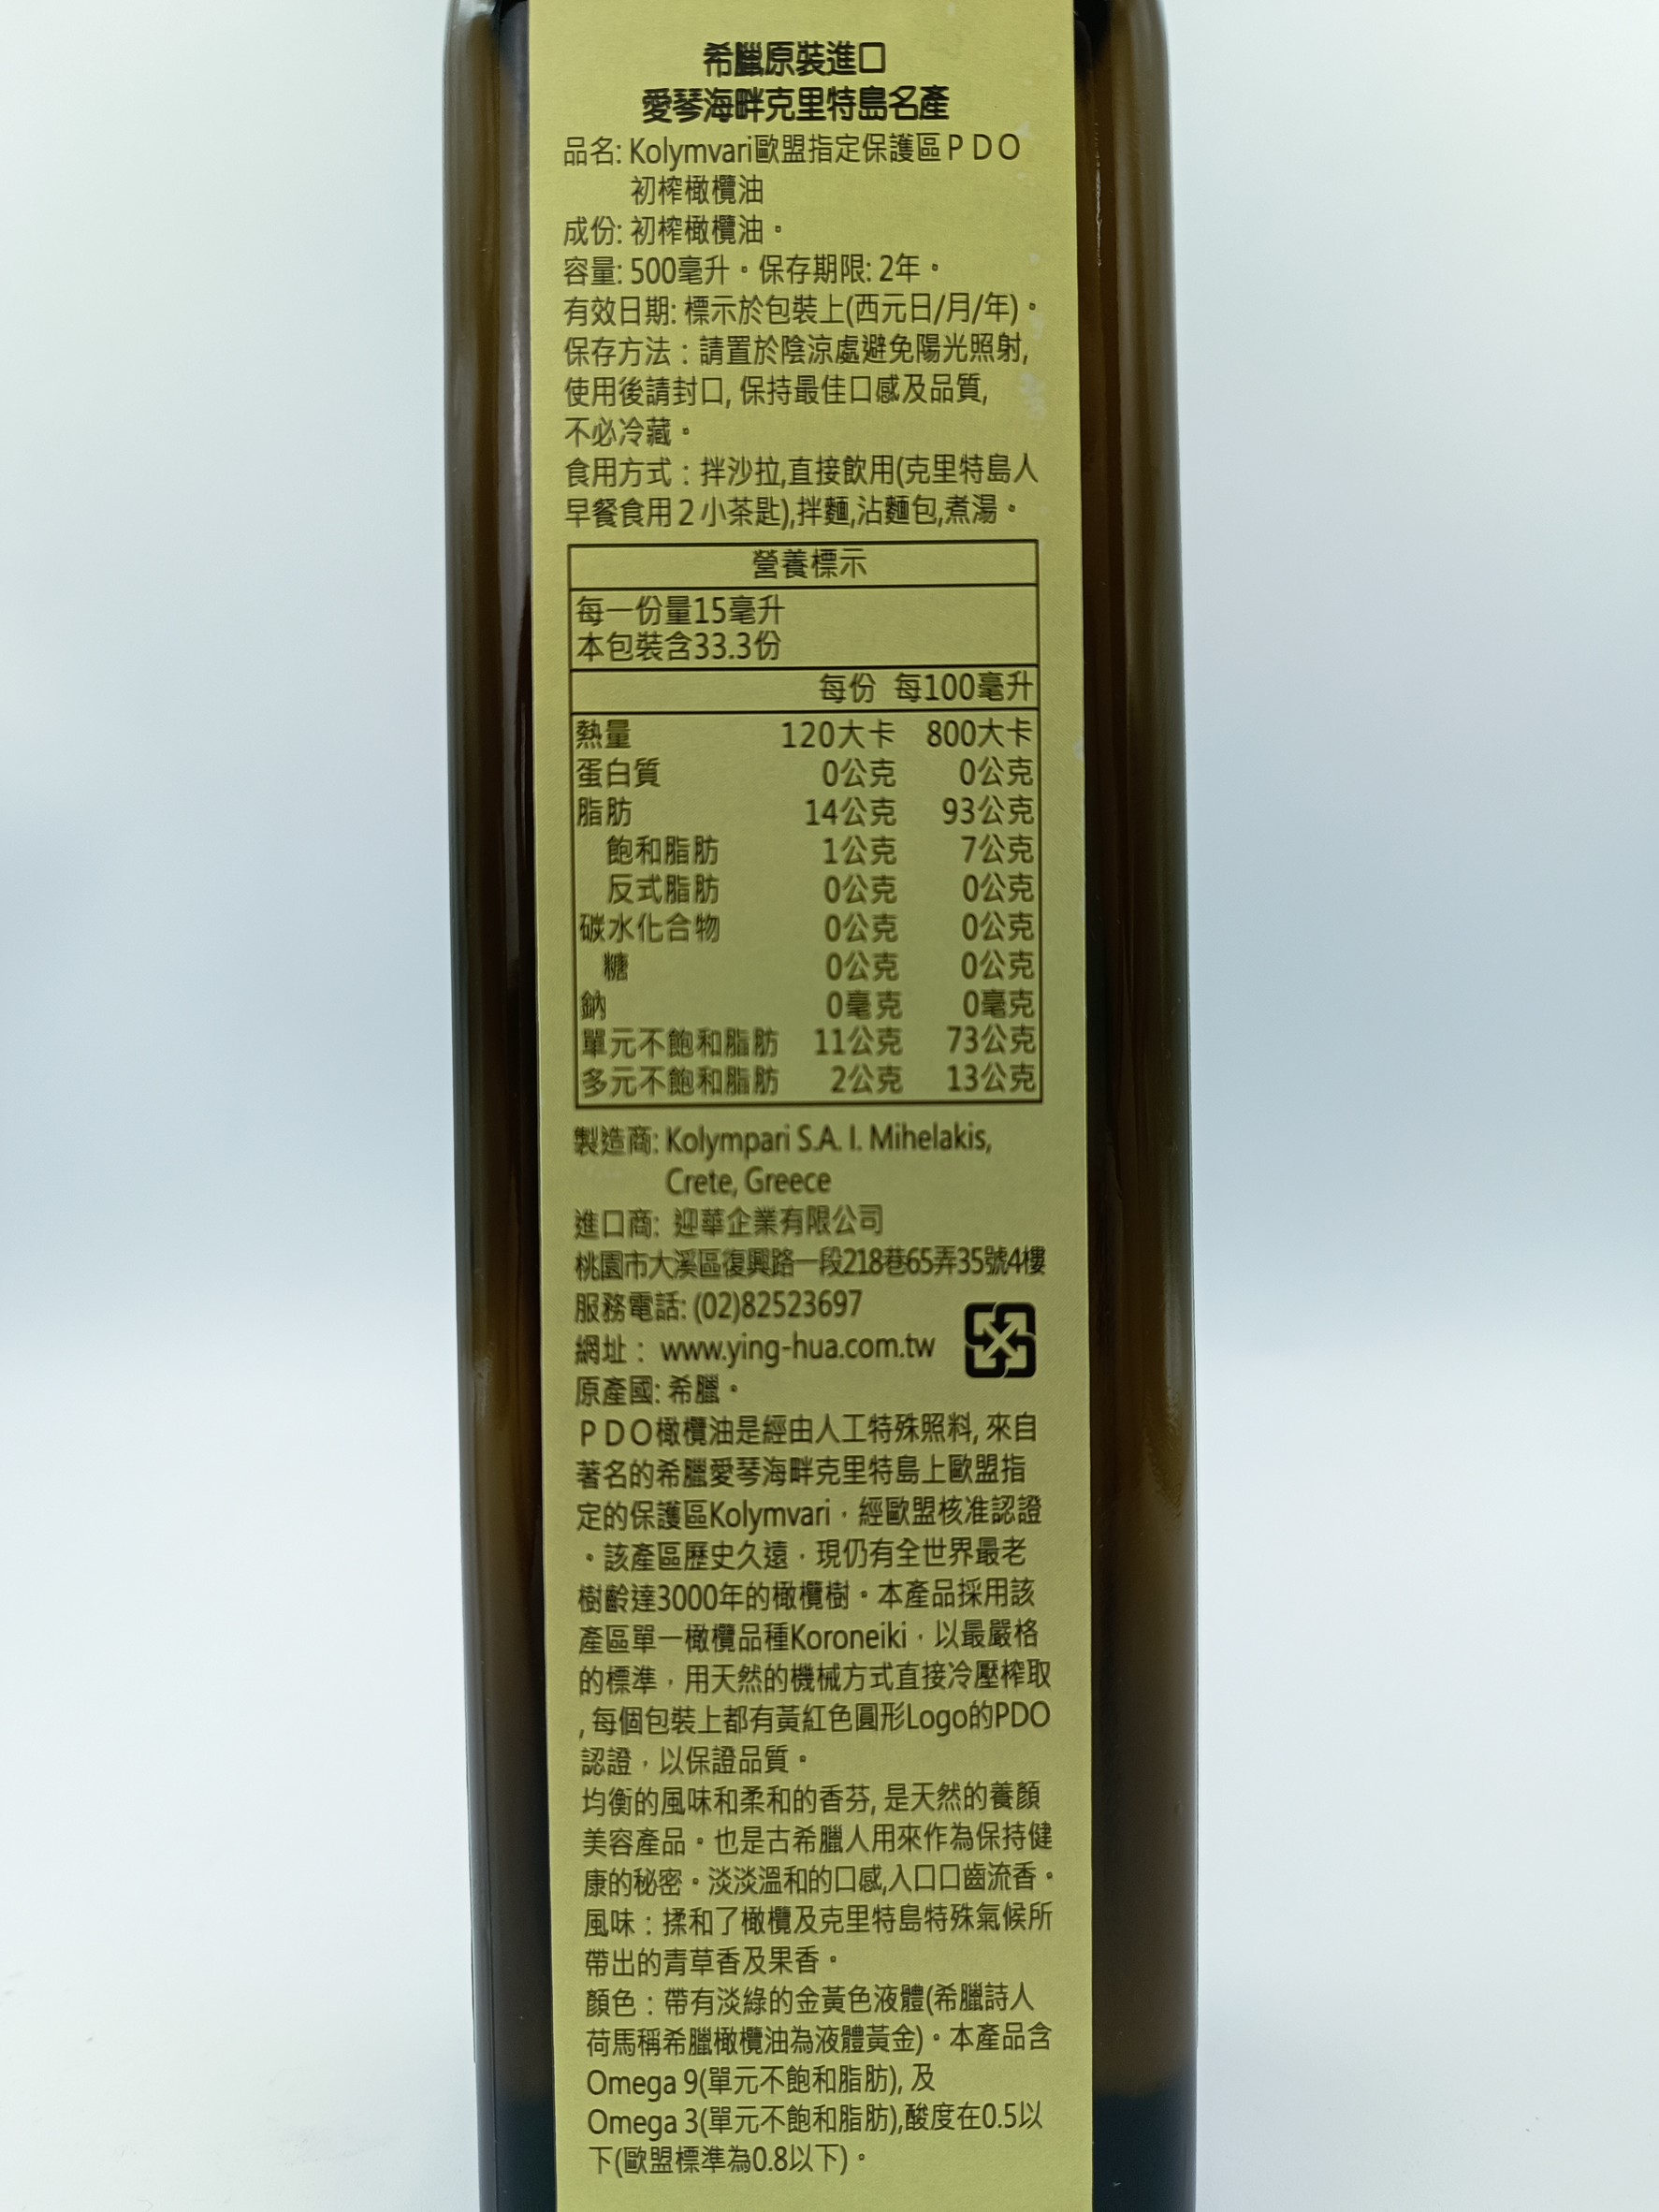 希臘原裝進口
愛琴海畔克里特島名產
品名: Kolymvari歐盟指定保護區PDO
初榨橄欖油
成份: 初榨橄欖油。
容量: 500毫升。保存期限: 2年。
有效日期: 標示於包裝上(西元日/月/年)。
保存方法：請置於陰涼處避免陽光照射,
使用後請封口, 保持最佳口感及品質,
不必冷藏。
食用方式：拌沙拉,直接飲用(克里特島人
早餐食用2小茶匙),拌麵,沾麵包,煮湯。
營養標示
每一份量15毫升
本包裝含33.3份
每份 每100毫升
熱量 120大卡 800大卡
蛋白質 0公克 0公克
脂肪 14公克 93公克
飽和脂肪 1公克 7公克
反式脂肪 0公克 0公克
碳水化合物 0公克 0公克
糖 0公克 0公克
鈉 0毫克 0毫克
單元不飽和脂肪 11公克 73公克
多元不飽和脂肪 2公克 13公克
製造商: Kolympari S.A. I. Mihelakis,
Crete, Greece
進口商: 迎華企業有限公司
桃園市大溪區復興路一段218巷65弄35號4樓
服務電話: (02)82523697
網址：www.ying-hua.com.tw
原產國: 希臘。
PDO橄欖油是經由人工特殊照料, 來自
著名的希臘愛琴海畔克里特島上歐盟指
定的保護區Kolymvari，經歐盟核准認證
。該產區歷史久遠，現仍有全世界最老
樹齡達3000年的橄欖樹。本產品採用該
產區單一橄欖品種Koroneiki，以最嚴格
的標準，用天然的機械方式直接冷壓榨取
, 每個包裝上都有黃紅色圓形Logo的PDO
認證，以保證品質。
均衡的風味和柔和的香芬, 是天然的養顏
美容產品。也是古希臘人用來作為保持健
康的秘密。淡淡溫和的口感,入口口齒流香。
風味：揉和了橄欖及克里特島特殊氣候所
帶出的青草香及果香。
顏色：帶有淡綠的金黃色液體(希臘詩人
荷馬稱希臘橄欖油為液體黃金)。本產品含
Omega 9(單元不飽和脂肪), 及
Omega 3(單元不飽和脂肪),酸度在0.5以
下(歐盟標準為0.8以下)。